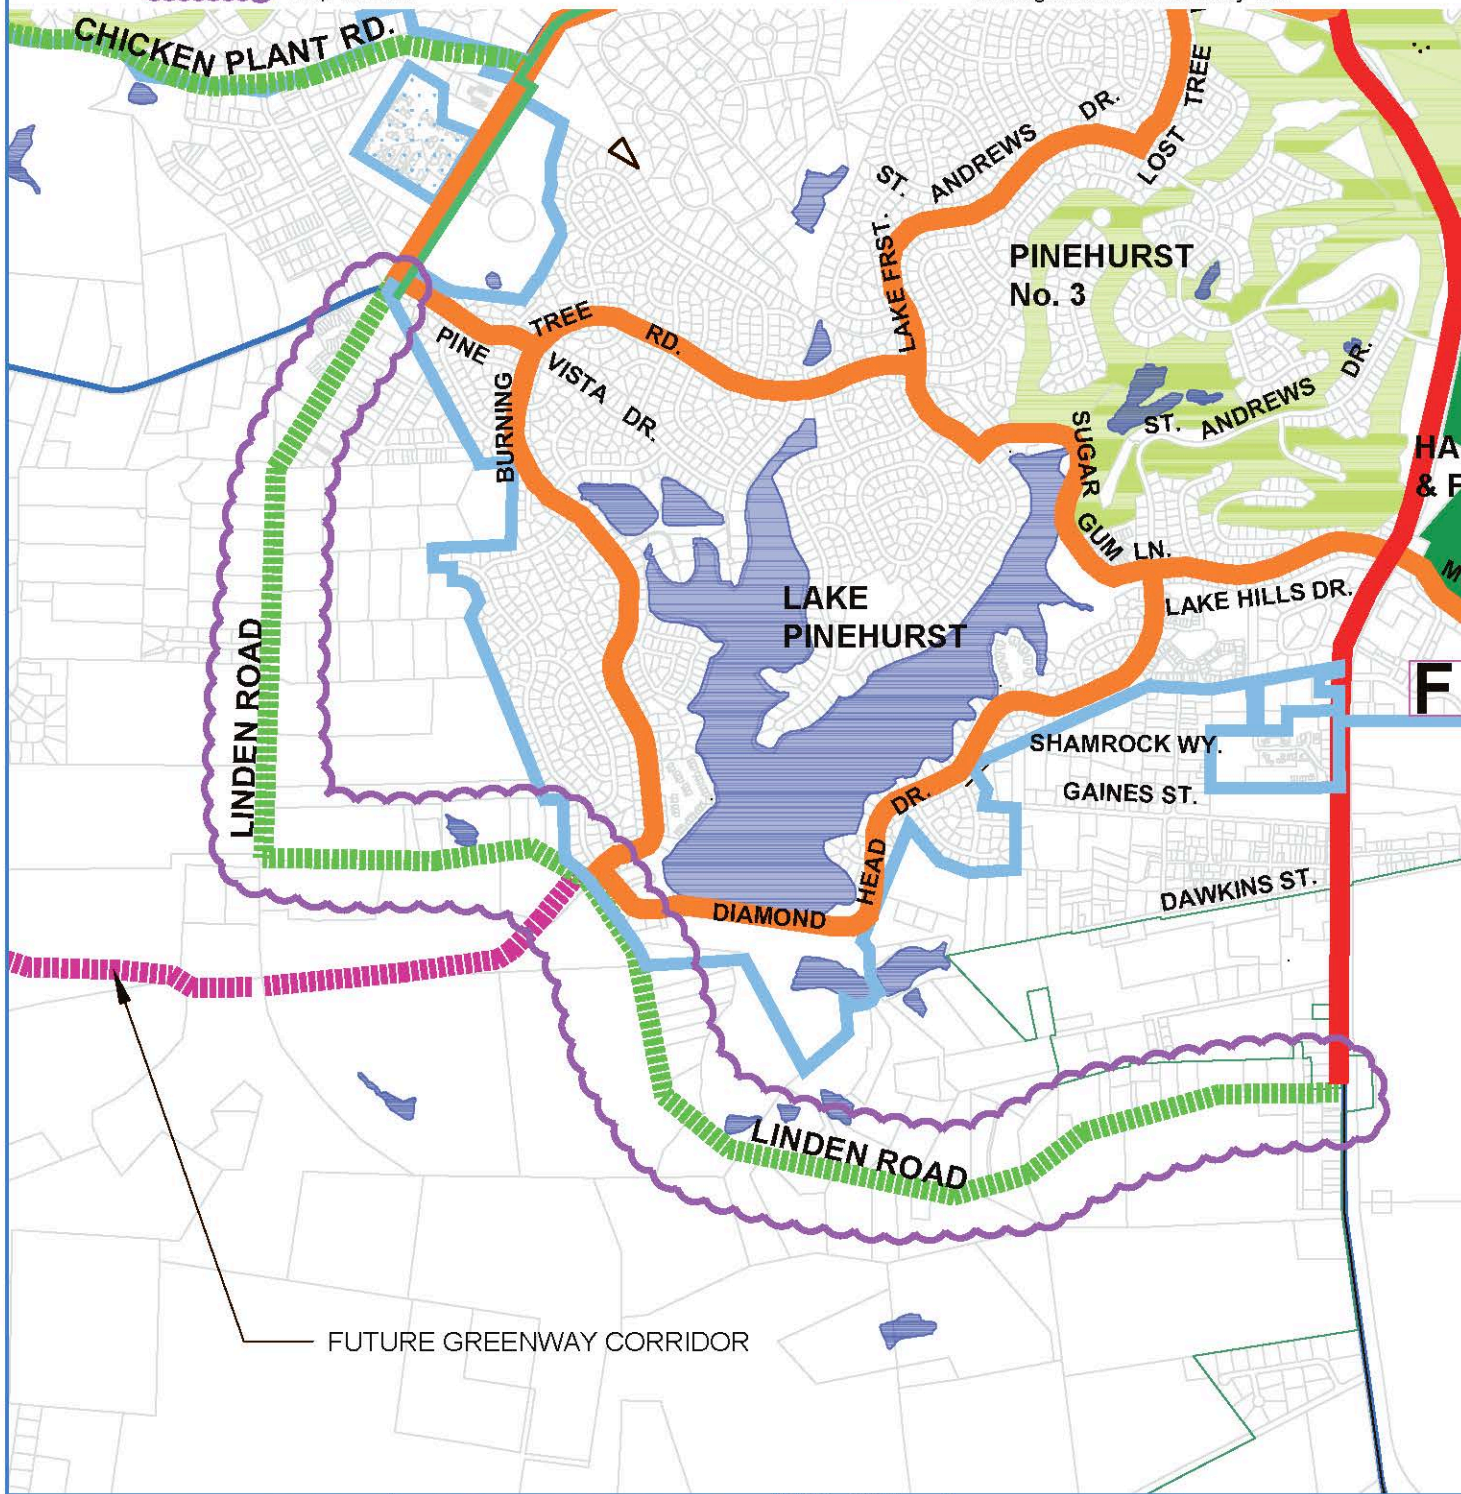 CHICKEN PLANT RD.
TREE
LOST
DR.
ANDREWS
ST.
LAKE FRST.
PINEHURST
No. 3
PINE
TREE
RD.
VISTA
DR.
BURNING
DR.
ANDREWS
ST.
SUGAR
GUM
LN.
HA
& F
M
LAKE
PINEHURST
LAKE HILLS DR.
F
LINDEN ROAD
SHAMROCK WY.
GAINES ST.
DR.
HEAD
DIAMOND
DAWKINS ST.
LINDEN ROAD
FUTURE GREENWAY CORRIDOR